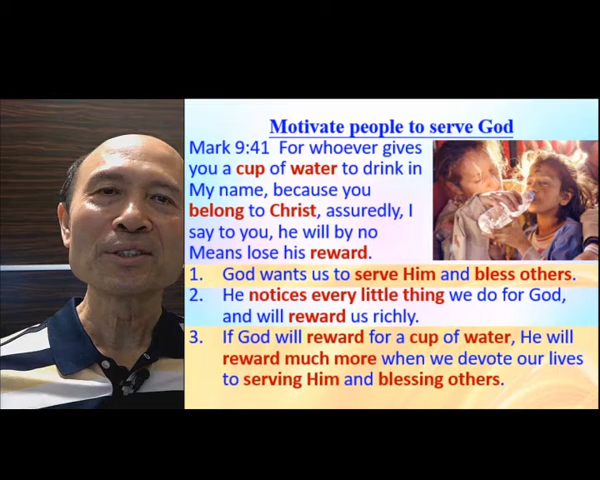 Motivate people to serve God
Mark 9:41 For whoever gives
you a cup of water to drink in
My name, because you
belong to Christ, assuredly, I
say to you, he will by no
Means lose his reward.
1. God wants us to serve Him and bless others.
2. He notices every little thing we do for God,
and will reward us richly.
3. If God will reward for a cup of water, He will
reward much more when we devote our lives
to serving Him and blessing others.